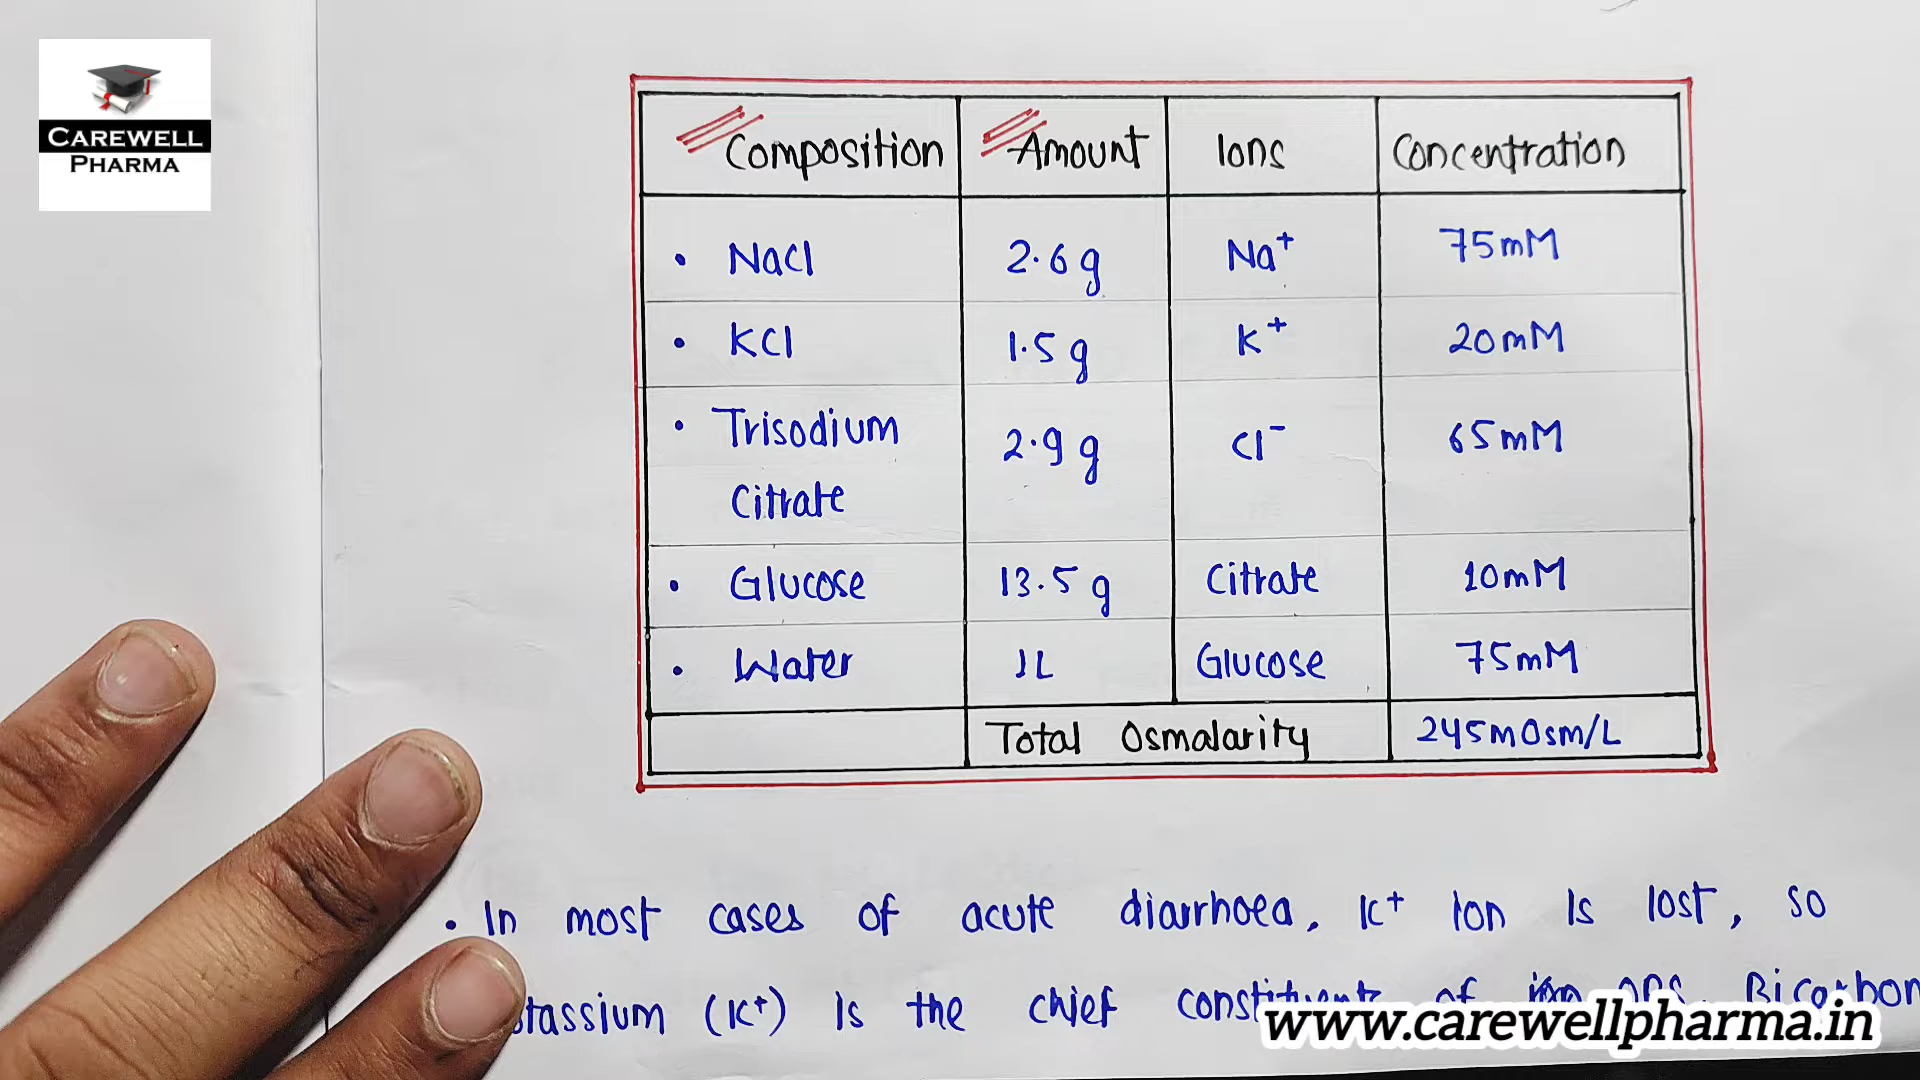 CAREWELL
PHARMA
Composition Amount Ions Concentration
• NaCl 2.6 g Na+ 75mM
• KCl 1.5 g K+ 20mM
• Trisodium 2.9 g Cl- 65mM
Citrate
• Glucose 13.5 g Citrate 10mM
• Water 1L Glucose 75mM
Total Osmalarity 245mOsm/L
• In most cases of acute diarrhoea, K+ Ion Is lost, so
(K+) Is the chief of
www.carewellpharma.in